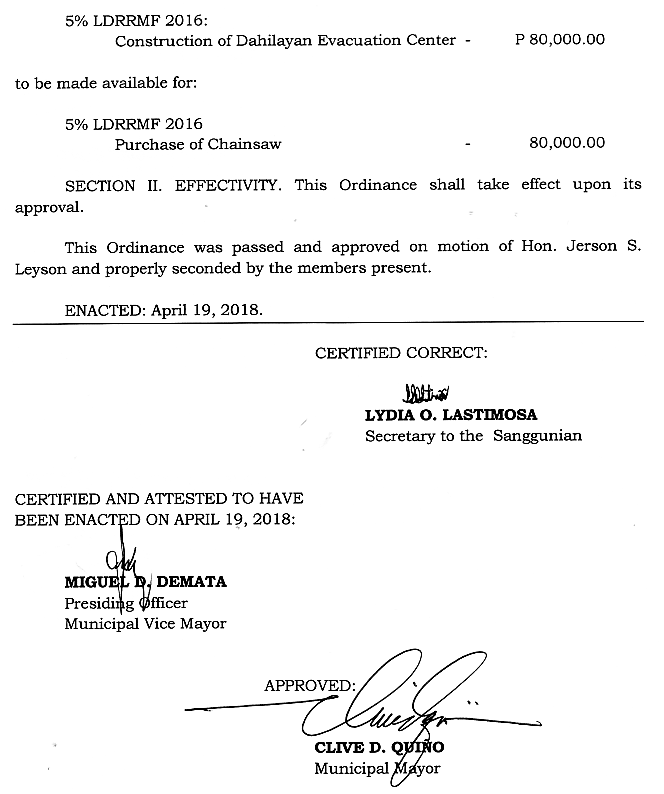 5% LDRRMF 2016:
Construction of Dahilayan Evacuation Center - P 80,000.00
to be made available for:
5% LDRRMF 2016
Purchase of Chainsaw - 80,000.00
SECTION II. EFFECTIVITY. This Ordinance shall take effect upon its
approval.
This Ordinance was passed and approved on motion of Hon. Jerson S.
Leyson and properly seconded by the members present.
ENACTED: April 19, 2018.
CERTIFIED CORRECT:
LYDIA O. LASTIMOSA
Secretary to the Sanggunian
CERTIFIED AND ATTESTED TO HAVE
BEEN ENACTED ON APRIL 19, 2018:
MIGUEL D. DEMATA
Presiding Officer
Municipal Vice Mayor
APPROVED:
CLIVE D. QUIÑO
Municipal Mayor